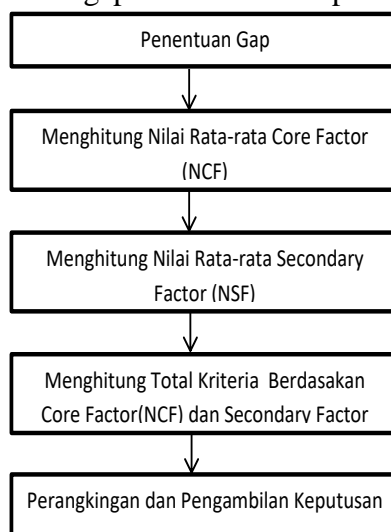 Penentuan Gap
Menghitung Nilai Rata-rata Core Factor
(NCF)
Menghitung Nilai Rata-rata Secondary
Factor (NSF)
Menghitung Total Kriteria Berdasakan
Core Factor(NCF) dan Secondary Factor
Perangkingan dan Pengambilan Keputusan